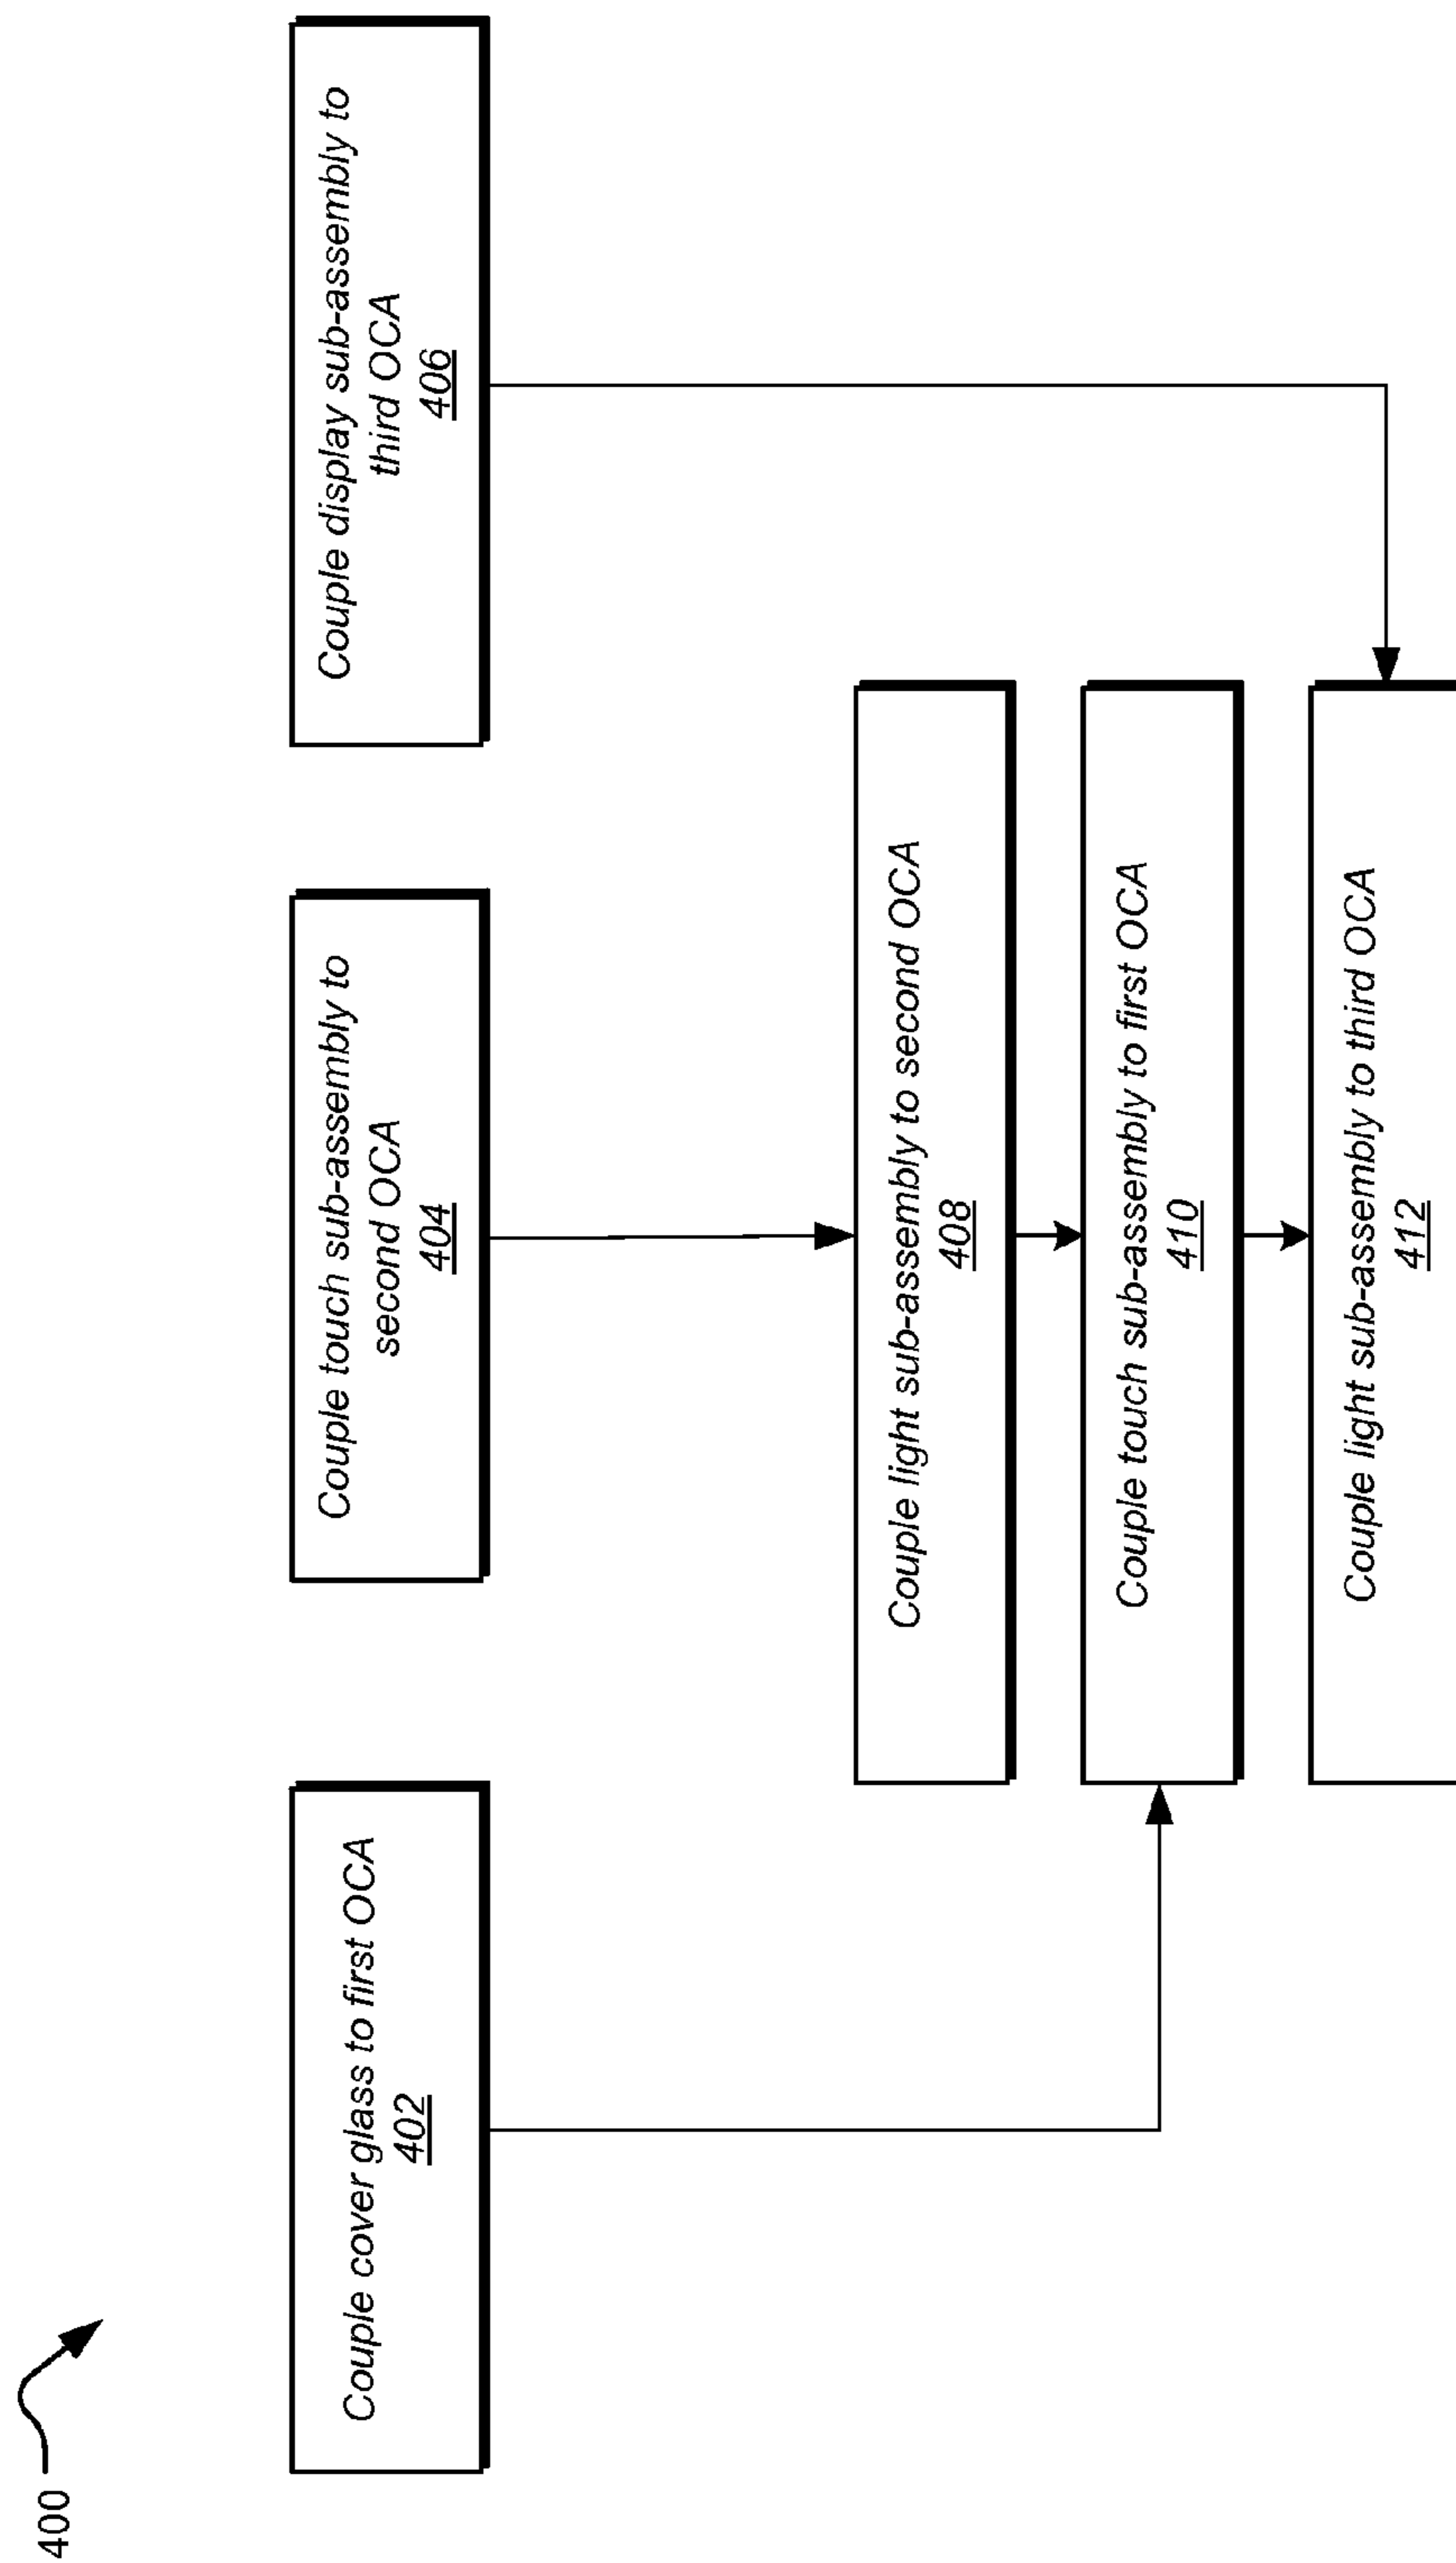 400
Couple cover glass to first OCA
402
Couple touch sub-assembly to
second OCA
404
Couple display sub-assembly to
third OCA
406
Couple light sub-assembly to second OCA
408
Couple touch sub-assembly to first OCA
410
Couple light sub-assembly to third OCA
412